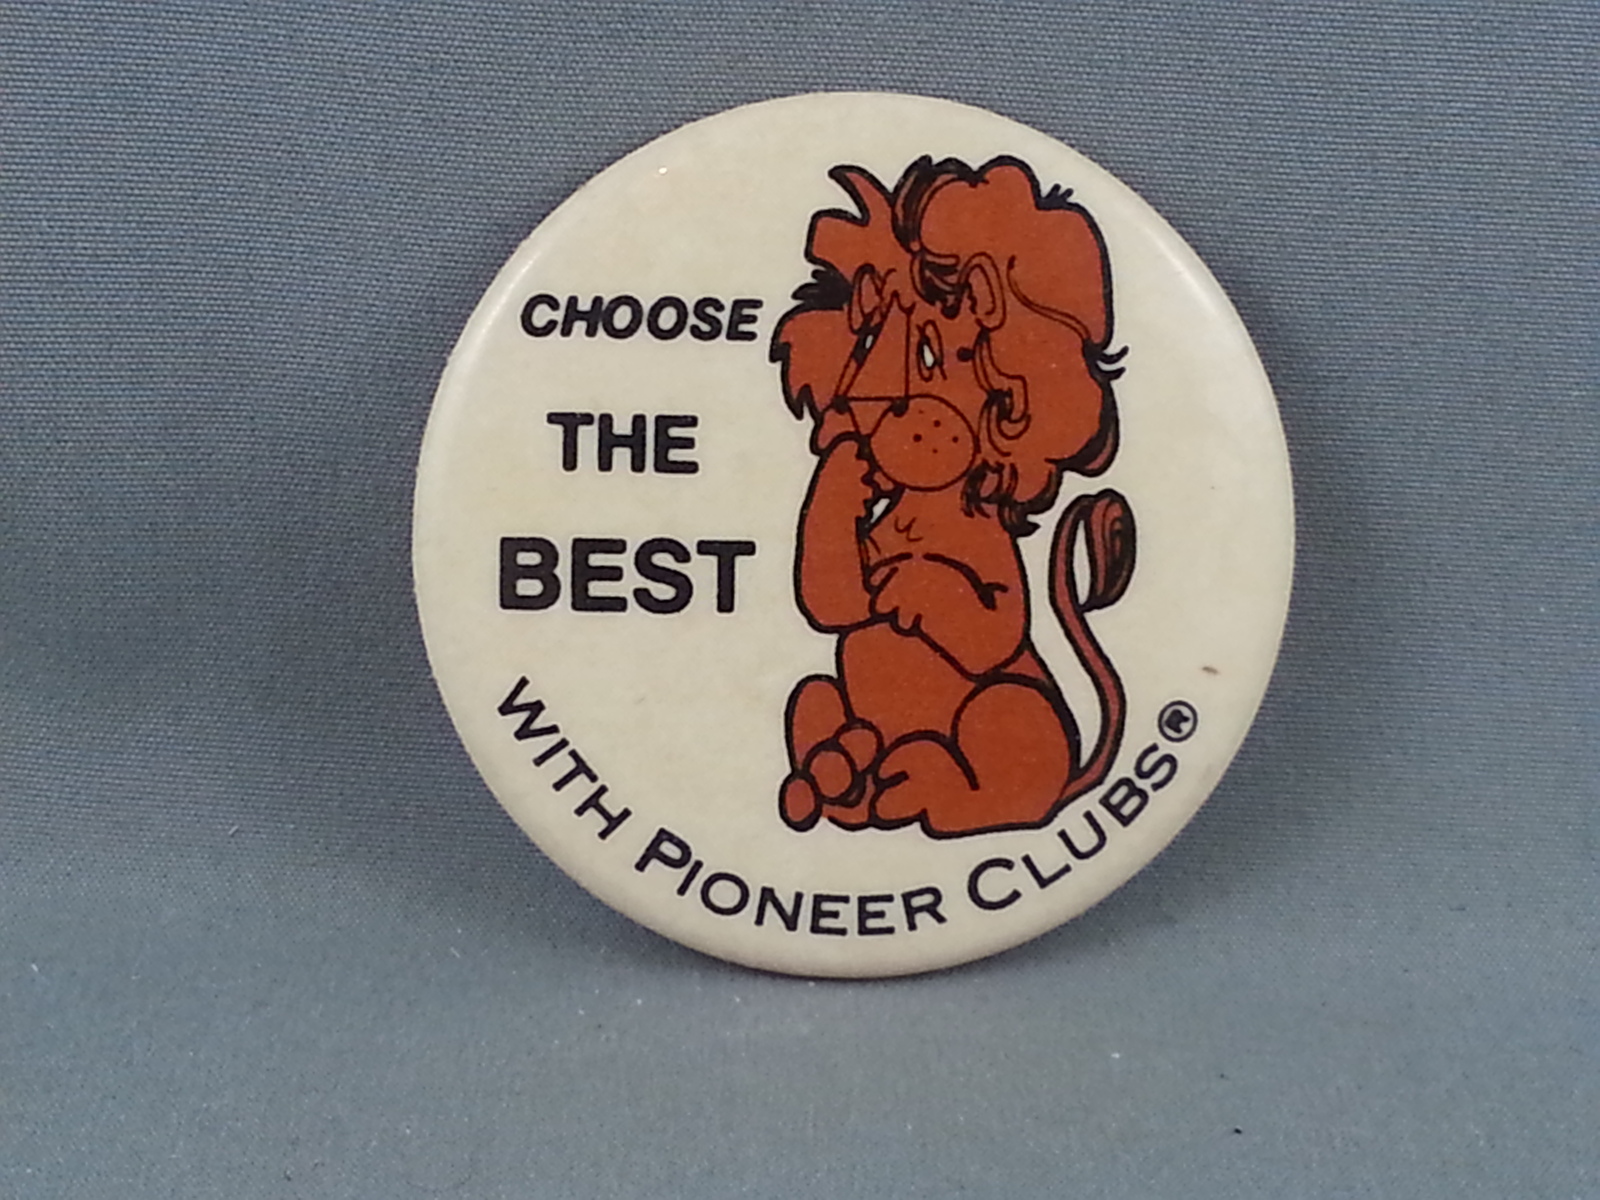 CHOOSE
THE
BEST
WITH PIONEER CLUBS®